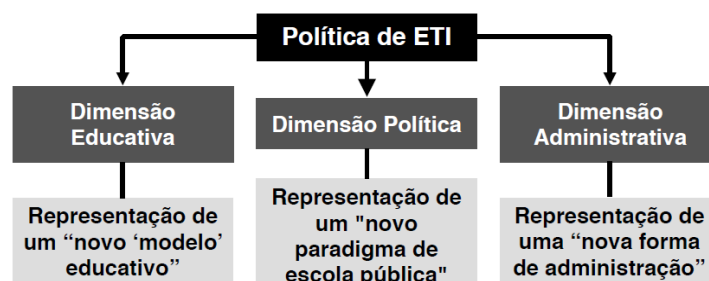 Política de ETI
Dimensão
Educativa
Dimensão Política
Dimensão
Administrativa
Representação de
um “novo ‘modelo’
educativo”
Representação de
um "novo
paradigma de
escola pública"
Representação de
uma “nova forma
de administração”